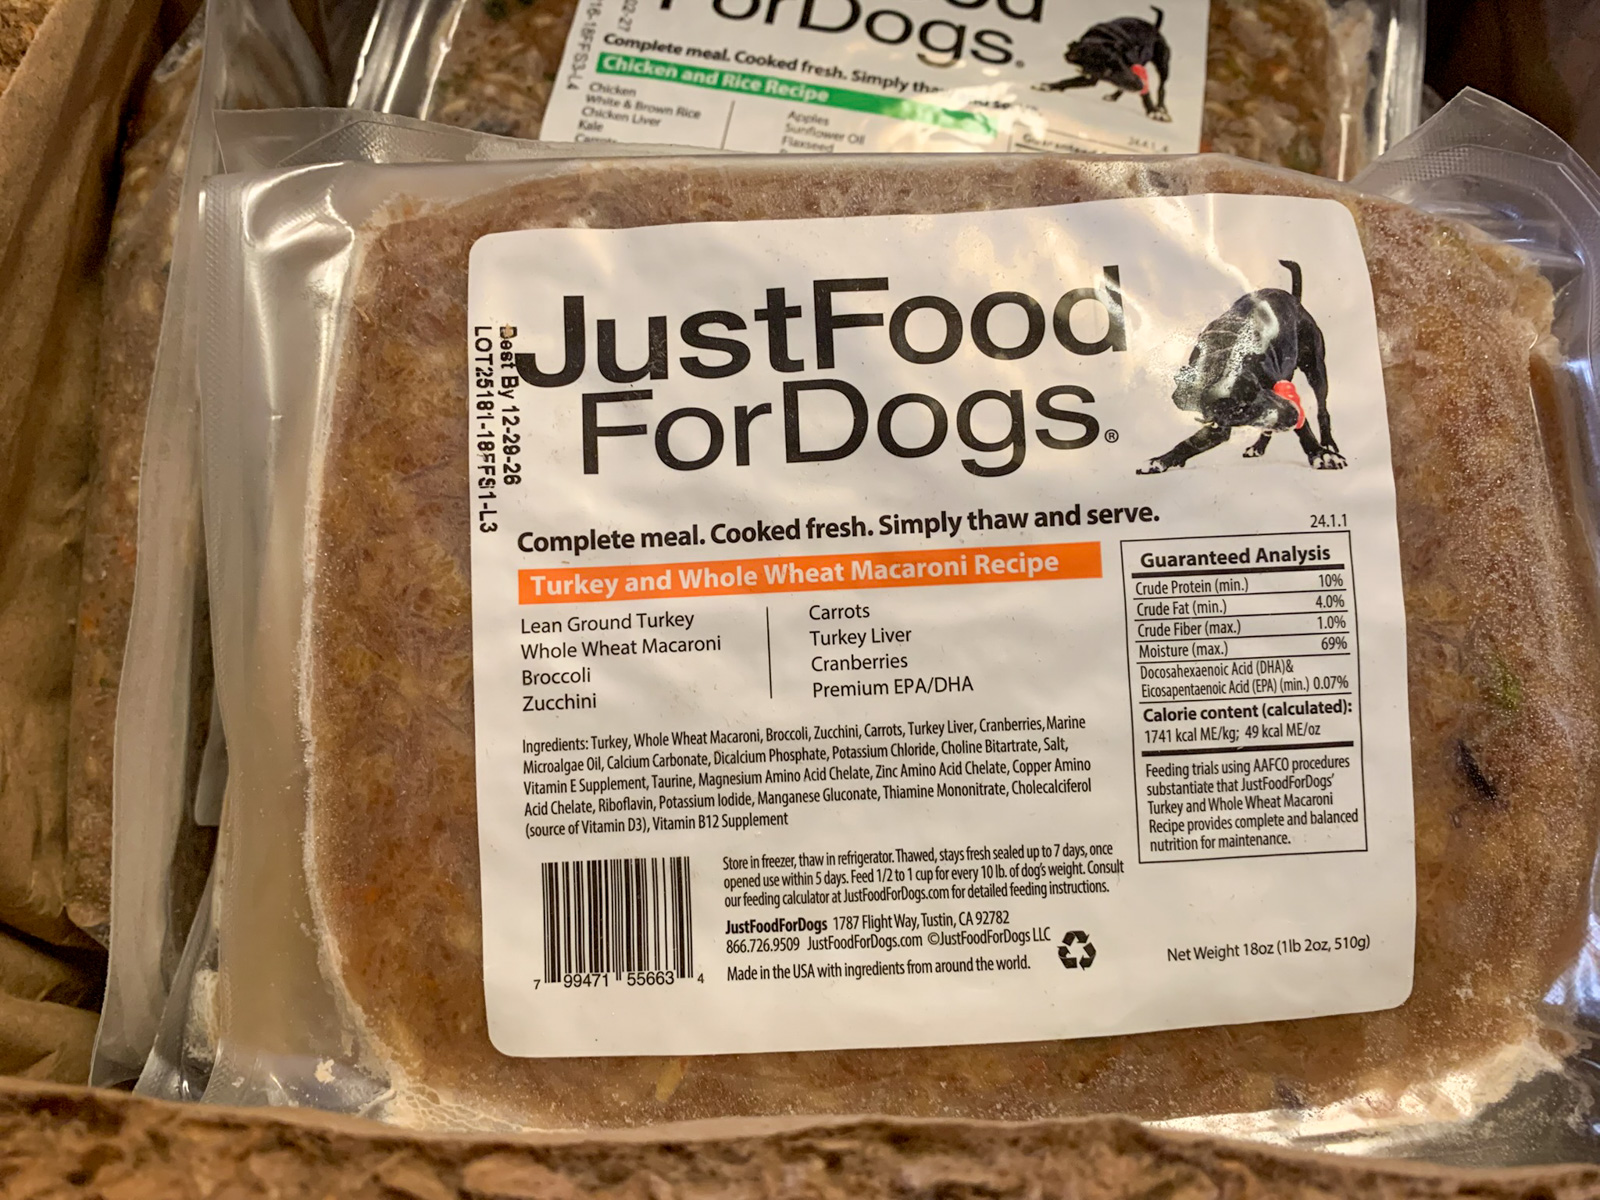 02-27
16-18FFS3-L4
ForDogs.
Complete meal. Cooked fresh. Simply
Chicken and Rice Recipe
Chicken
White & Brown Rice
Chicken Liver
Kale
Apples
Sunflower Oil
Flaxseed
24.1.1
Best By 12-29-26
LOT25181-18FFS1-L3
JustFood
ForDogs®
Complete meal. Cooked fresh. Simply thaw and serve.
Turkey and Whole Wheat Macaroni Recipe
Lean Ground Turkey
Whole Wheat Macaroni
Broccoli
Zucchini
Carrots
Turkey Liver
Cranberries
Premium EPA/DHA
Ingredients: Turkey, Whole Wheat Macaroni, Broccoli, Zucchini, Carrots, Turkey Liver, Cranberries, Marine
Microalgae Oil, Calcium Carbonate, Dicalcium Phosphate, Potassium Chloride, Choline Bitartrate, Salt,
Vitamin E Supplement, Taurine, Magnesium Amino Acid Chelate, Zinc Amino Acid Chelate, Copper Amino
Acid Chelate, Riboflavin, Potassium Iodide, Manganese Gluconate, Thiamine Mononitrate, Cholecalciferol
(source of Vitamin D3), Vitamin B12 Supplement
Guaranteed Analysis
Crude Protein (min.) 10%
Crude Fat (min.) 4.0%
Crude Fiber (max.) 1.0%
Moisture (max.) 69%
Docosahexaenoic Acid (DHA)&
Eicosapentaenoic Acid (EPA) (min.) 0.07%
Calorie content (calculated):
1741 kcal ME/kg; 49 kcal ME/oz
Feeding trials using AAFCO procedures
substantiate that JustFoodForDogs'
Turkey and Whole Wheat Macaroni
Recipe provides complete and balanced
nutrition for maintenance.
Store in freezer, thaw in refrigerator. Thawed, stays fresh sealed up to 7 days, once
opened use within 5 days. Feed 1/2 to 1 cup for every 10 lb. of dog's weight. Consult
our feeding calculator at JustFoodForDogs.com for detailed feeding instructions.
JustFoodForDogs 1787 Flight Way, Tustin, CA 92782
866.726.9509 JustFoodForDogs.com ©JustFoodForDogs LLC
Made in the USA with ingredients from around the world.
7 99471 55663 4
Net Weight 18oz (1lb 2oz, 510g)